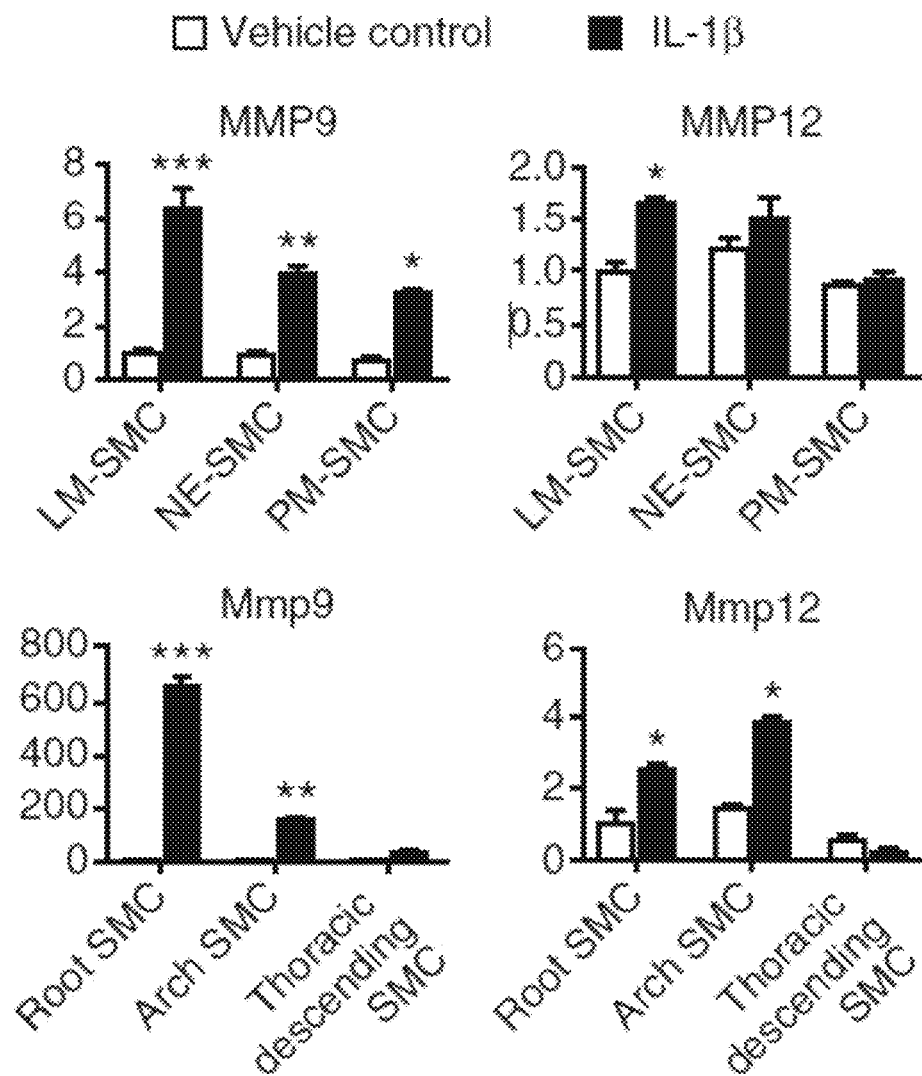 Vehicle control IL-1β
MMP9
***
**
*
8
6
4
2
0
LM-SMC
NE-SMC
PM-SMC
MMP12
*
2.0
1.5
1.0
0.5
0
LM-SMC
NE-SMC
PM-SMC
Mmp9
***
**
800
600
400
200
0
Root SMC
Arch SMC
Thoracic
descending
SMC
Mmp12
*
*
6
4
2
0
Root SMC
Arch SMC
Thoracic
descending
SMC